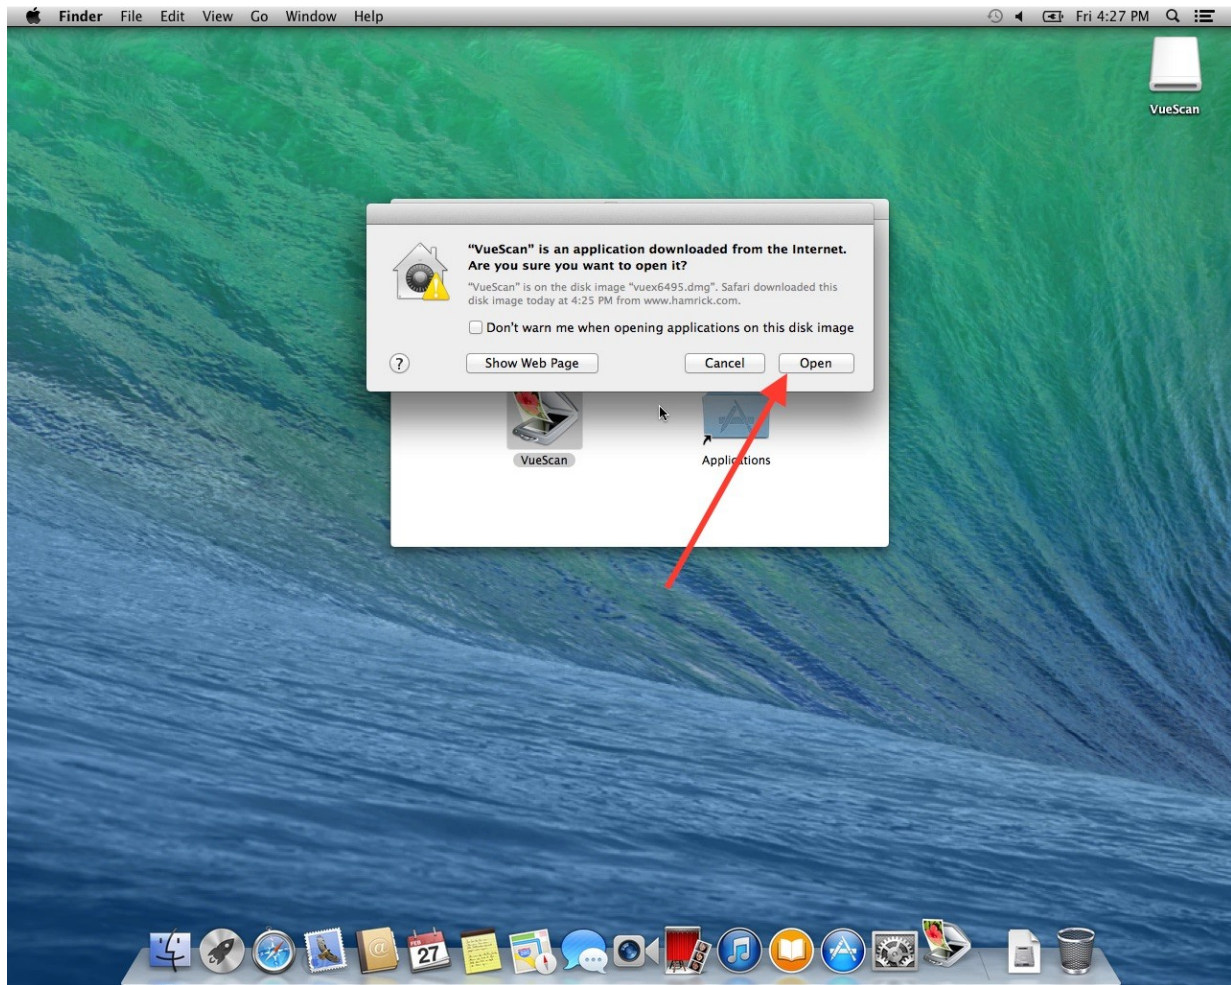 Finder File Edit View Go Window Help Fri 4:27 PM
VueScan
“VueScan” is an application downloaded from the Internet.
Are you sure you want to open it?
“VueScan” is on the disk image “vuex6495.dmg”. Safari downloaded this
disk image today at 4:25 PM from www.hamrick.com.
Don't warn me when opening applications on this disk image
? Show Web Page Cancel Open
VueScan Applications
FEB
27